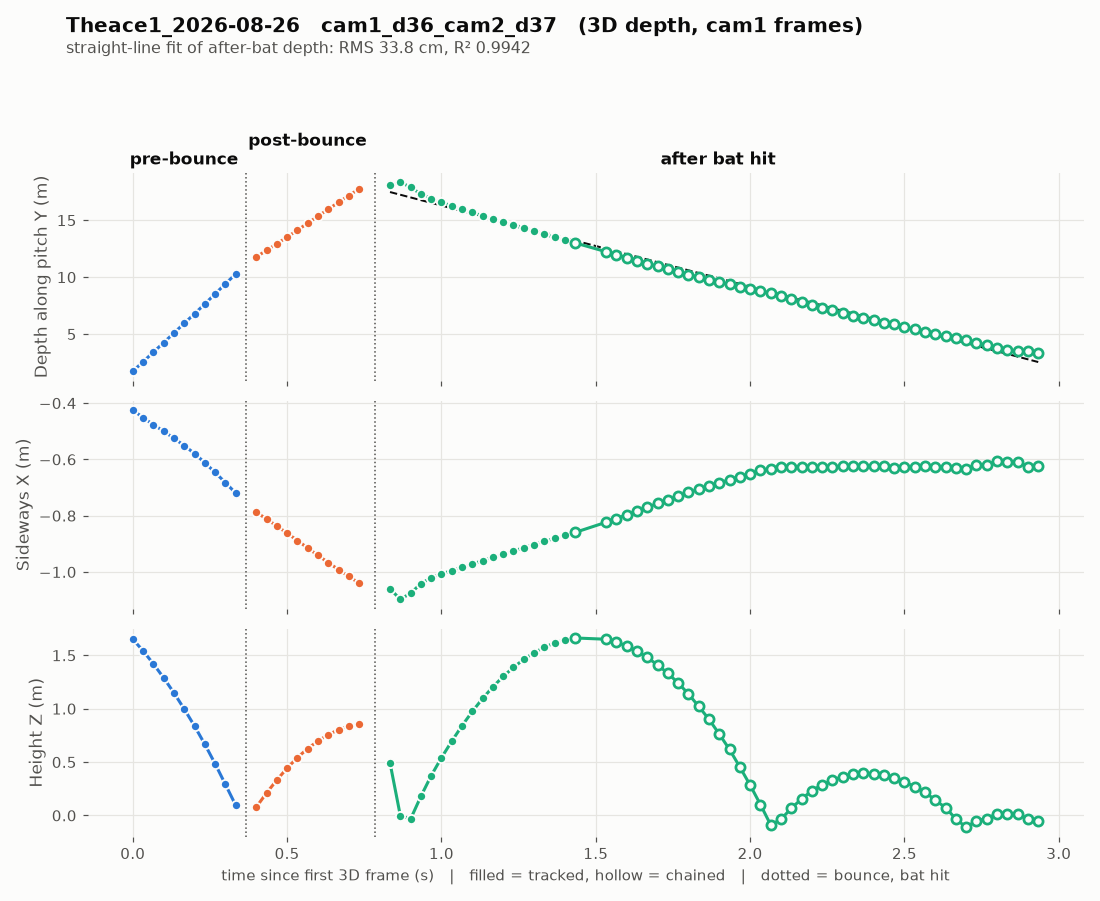 Theace1_2026-08-26   cam1_d36_cam2_d37   (3D depth, cam1 frames)
straight-line fit of after-bat depth: RMS 33.8 cm, R² 0.9942
post-bounce
pre-bounce
after bat hit
Depth along pitch Y (m)
15
10
5
Sideways X (m)
−0.4
−0.6
−0.8
−1.0
Height Z (m)
1.5
1.0
0.5
0.0
0.0 0.5 1.0 1.5 2.0 2.5 3.0
time since first 3D frame (s)   |   filled = tracked, hollow = chained   |   dotted = bounce, bat hit